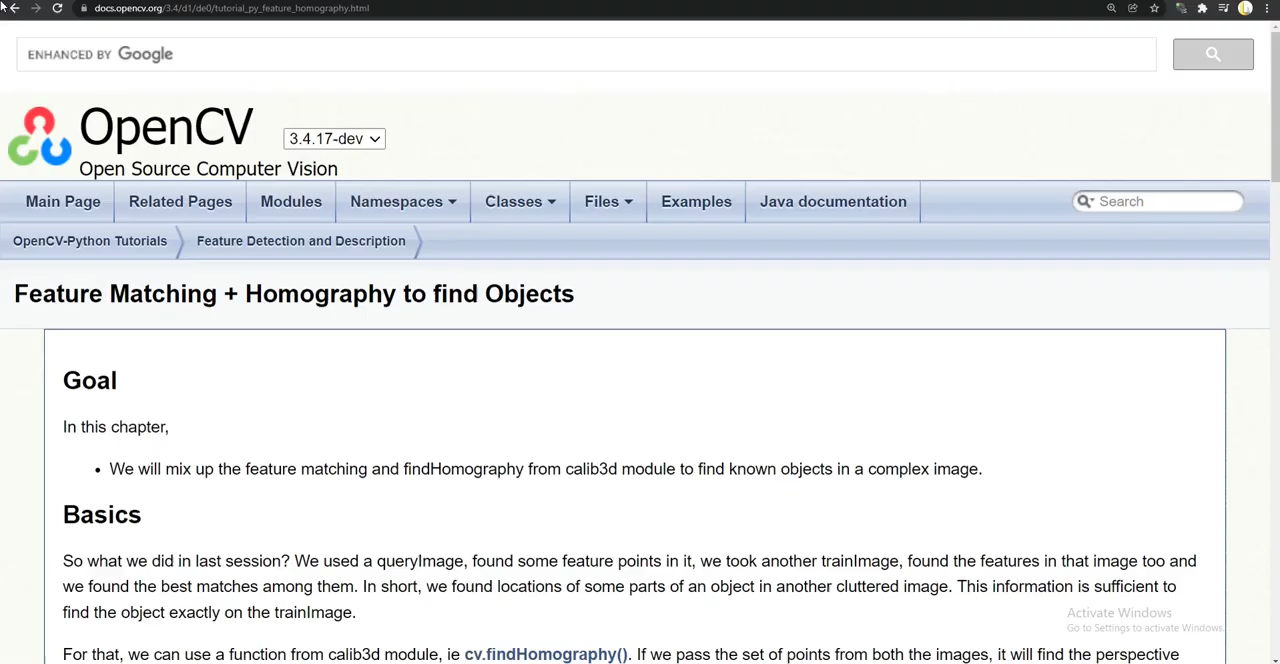 docs.opencv.org/3.4/d1/de0/tutorial_py_feature_homography.html
ENHANCED BY Google
OpenCV 3.4.17-dev
Open Source Computer Vision
Main Page Related Pages Modules Namespaces Classes Files Examples Java documentation Search
OpenCV-Python Tutorials Feature Detection and Description
Feature Matching + Homography to find Objects
Goal
In this chapter,
• We will mix up the feature matching and findHomography from calib3d module to find known objects in a complex image.
Basics
So what we did in last session? We used a queryImage, found some feature points in it, we took another trainImage, found the features in that image too and
we found the best matches among them. In short, we found locations of some parts of an object in another cluttered image. This information is sufficient to
find the object exactly on the trainImage.
Activate Windows
Go to Settings to activate Windows.
For that, we can use a function from calib3d module, ie cv.findHomography(). If we pass the set of points from both the images, it will find the perspective